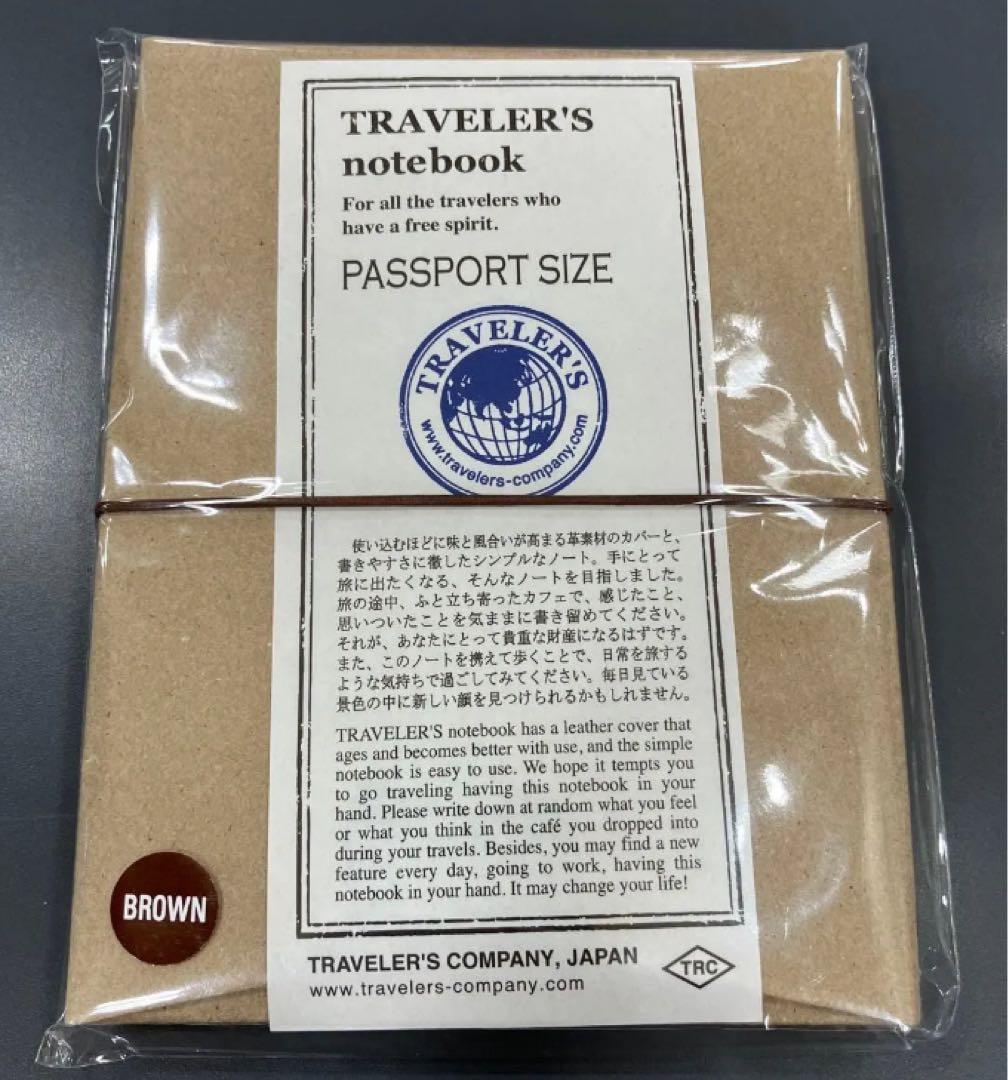 TRAVELER'S
notebook
For all the travelers who
have a free spirit.
PASSPORT SIZE
TRAVELER'S
www.travelers-company.com
使い込むほどに味と風合いが高まる革素材のカバーと、
書きやすさに徹したシンプルなノート。手にとって
旅に出たくなる、そんなノートを目指しました。
旅の途中、ふと立ち寄ったカフェで、感じたこと、
思いついたことを気ままに書き留めてください。
それが、あなたにとって貴重な財産になるはずです。
また、このノートを携えて歩くことで、日常を旅する
ような気持ちで過ごしてみてください。毎日見ている
景色の中に新しい顔を見つけられるかもしれません。
TRAVELER'S notebook has a leather cover that
ages and becomes better with use, and the simple
notebook is easy to use. We hope it tempts you
to go traveling having this notebook in your
hand. Please write down at random what you feel
or what you think in the café you dropped into
during your travels. Besides, you may find a new
feature every day, going to work, having this
notebook in your hand. It may change your life!
BROWN
TRAVELER'S COMPANY, JAPAN
www.travelers-company.com
TRC